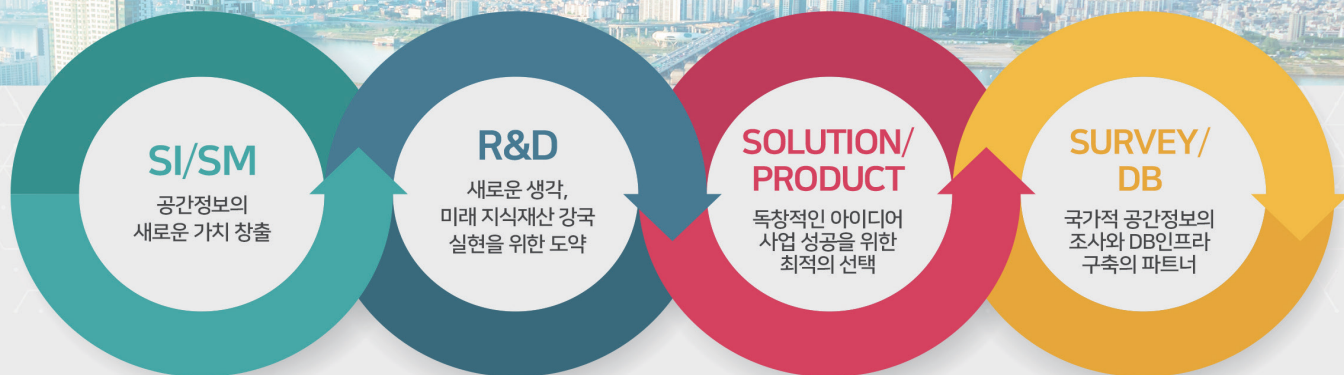 SI/SM
공간정보의
새로운 가치 창출
R&D
새로운 생각,
미래 지식재산 강국
실현을 위한 도약
SOLUTION/
PRODUCT
독창적인 아이디어
사업 성공을 위한
최적의 선택
SURVEY/
DB
국가적 공간정보의
조사와 DB인프라
구축의 파트너